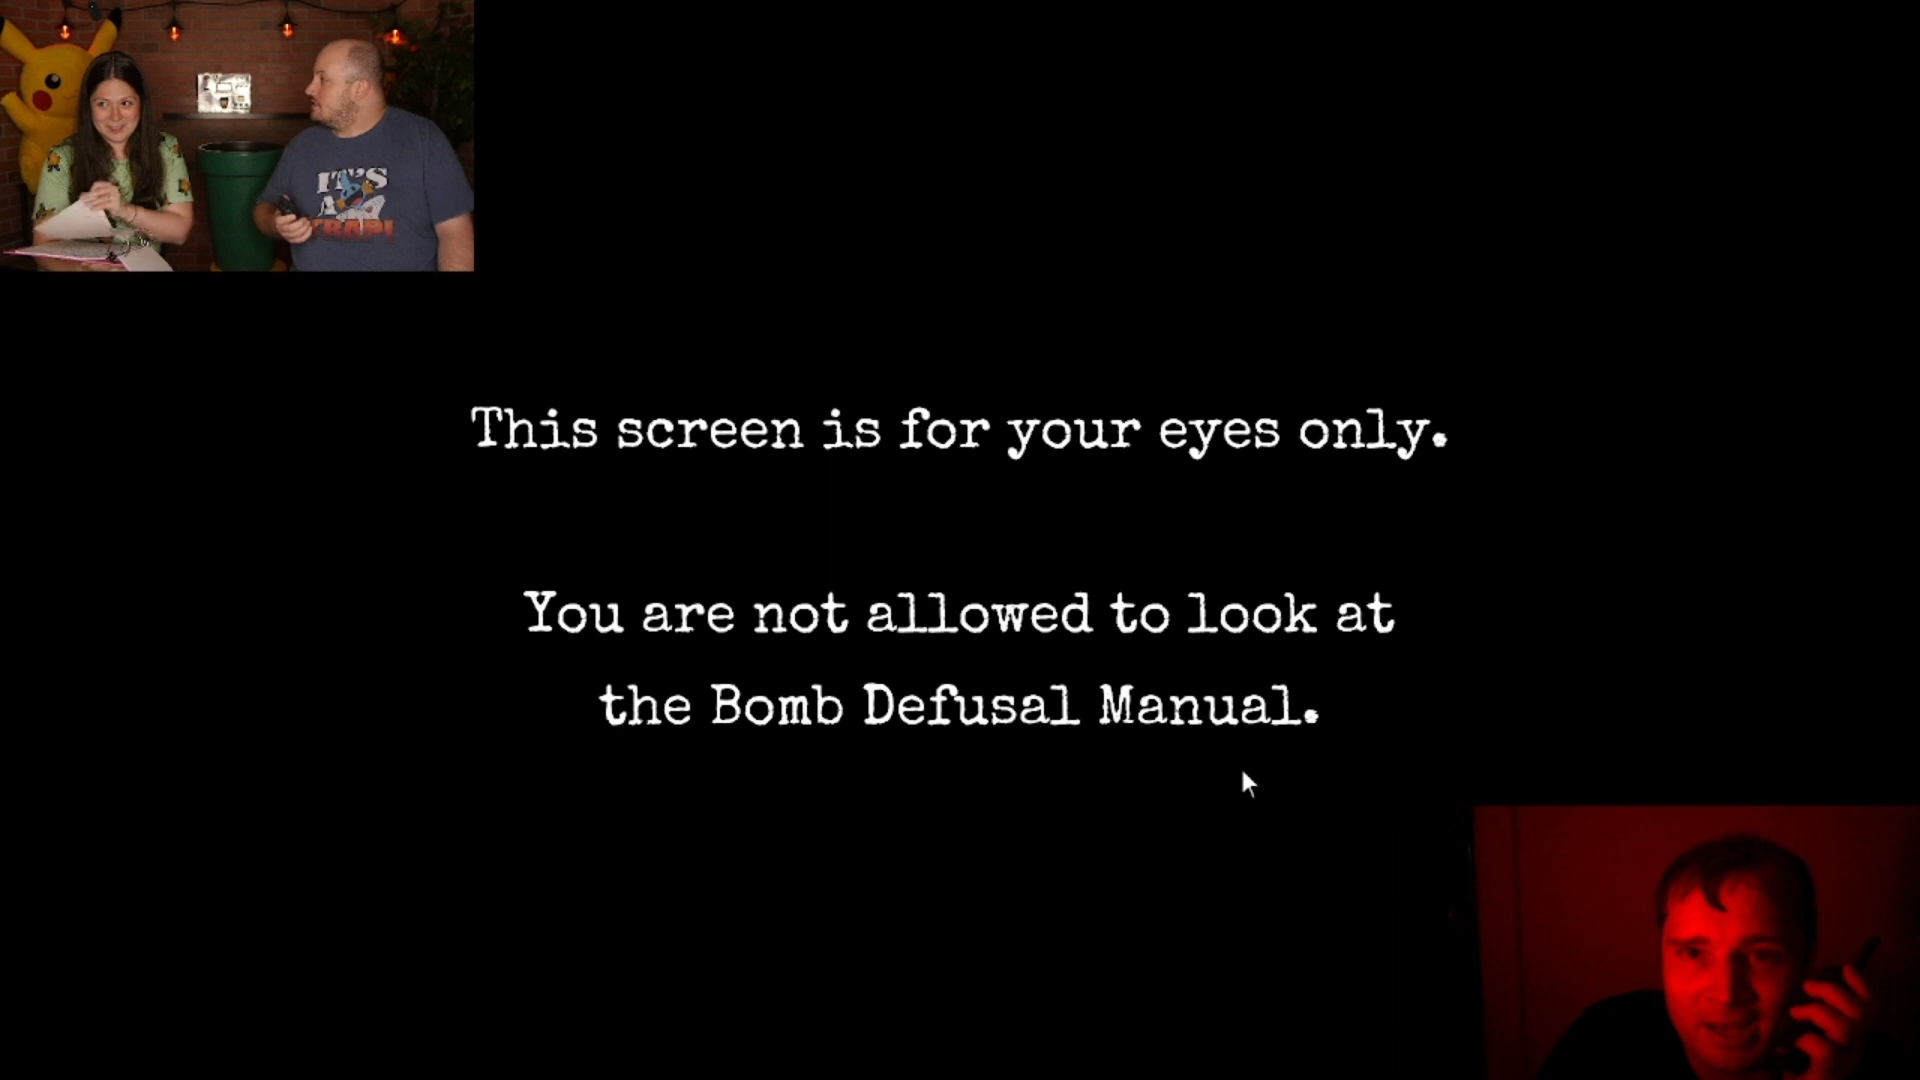 IT'S
A
TRAP!
This screen is for your eyes only.
You are not allowed to look at
the Bomb Defusal Manual.